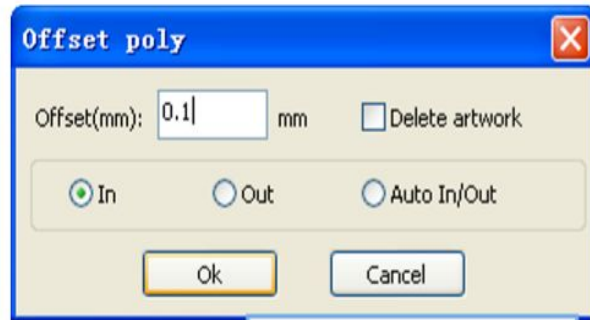 Offset poly
Offset(mm): 0.1 mm Delete artwork
In Out Auto In/Out
Ok Cancel